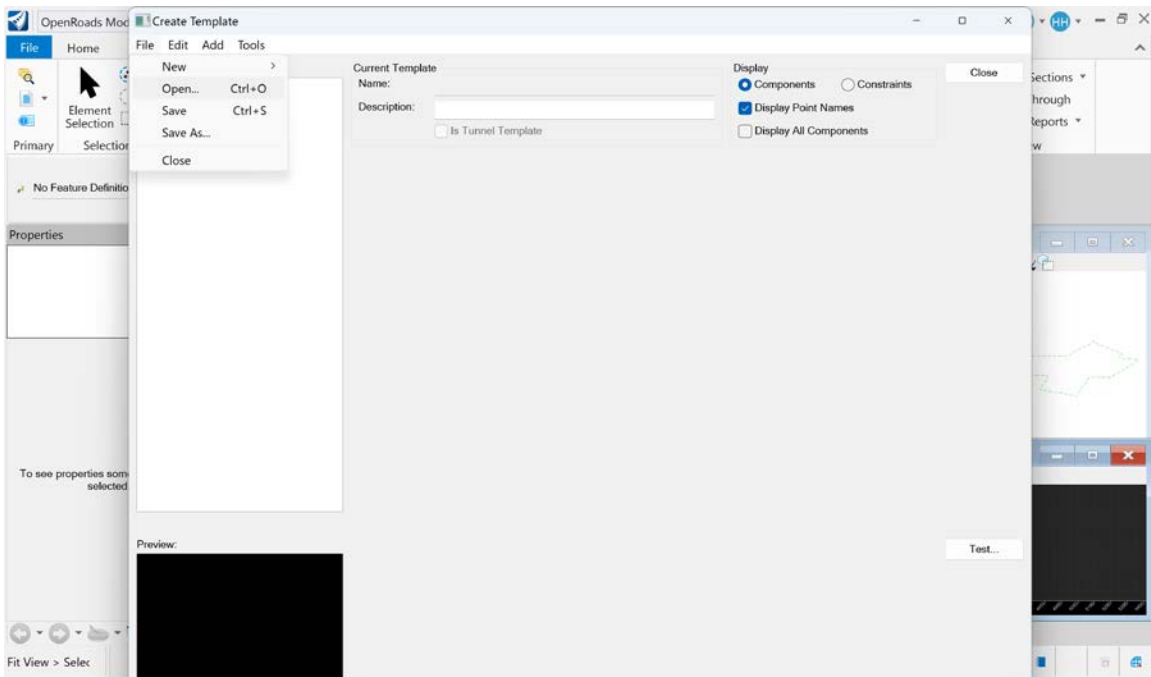 OpenRoads Mod
Create Template
HH
File Home
File Edit Add Tools
New
Open... Ctrl+O
Save Ctrl+S
Save As...
Close
Current Template
Name:
Description:
Is Tunnel Template
Display
Components Constraints
Display Point Names
Display All Components
Close
Sections
hrough
Reports
w
Element
Selection
Primary Selection
No Feature Definitio
Properties
To see properties som
selected
Preview:
Test...
Fit View > Selec